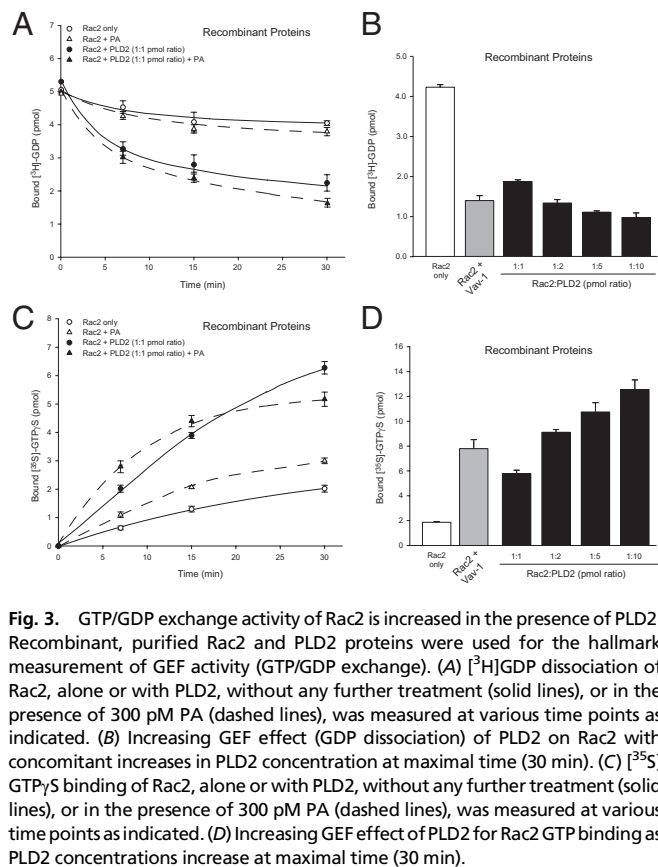 A
Recombinant Proteins
Rac2 only
Rac2 + PA
Rac2 + PLD2 (1:1 pmol ratio)
Rac2 + PLD2 (1:1 pmol ratio) + PA
Bound [³H]-GDP (pmol)
7
6
5
4
3
2
1
0
0 5 10 15 20 25 30
Time (min)
B
Recombinant Proteins
Bound [³H]-GDP (pmol)
4.0
3.0
2.0
1.0
0.0
Rac2
only
Rac2 +
Vav-1
1:1 1:2 1:5 1:10
Rac2:PLD2 (pmol ratio)
C
Recombinant Proteins
Rac2 only
Rac2 + PA
Rac2 + PLD2 (1:1 pmol ratio)
Rac2 + PLD2 (1:1 pmol ratio) + PA
Bound [³⁵S]-GTPγS (pmol)
8
7
6
5
4
3
2
1
0
0 5 10 15 20 25 30
Time (min)
D
Recombinant Proteins
Bound [³⁵S]-GTPγS (pmol)
16
14
12
10
8
6
4
2
0
Rac2
only
Rac2 +
Vav-1
1:1 1:2 1:5 1:10
Rac2:PLD2 (pmol ratio)
Fig. 3. GTP/GDP exchange activity of Rac2 is increased in the presence of PLD2
Recombinant, purified Rac2 and PLD2 proteins were used for the hallmark
measurement of GEF activity (GTP/GDP exchange). (A) [³H]GDP dissociation of
Rac2, alone or with PLD2, without any further treatment (solid lines), or in the
presence of 300 pM PA (dashed lines), was measured at various time points as
indicated. (B) Increasing GEF effect (GDP dissociation) of PLD2 on Rac2 with
concomitant increases in PLD2 concentration at maximal time (30 min). (C) [³⁵S]
GTPγS binding of Rac2, alone or with PLD2, without any further treatment (solid
lines), or in the presence of 300 pM PA (dashed lines), was measured at various
time points as indicated. (D) Increasing GEF effect of PLD2 for Rac2 GTP binding as
PLD2 concentrations increase at maximal time (30 min).